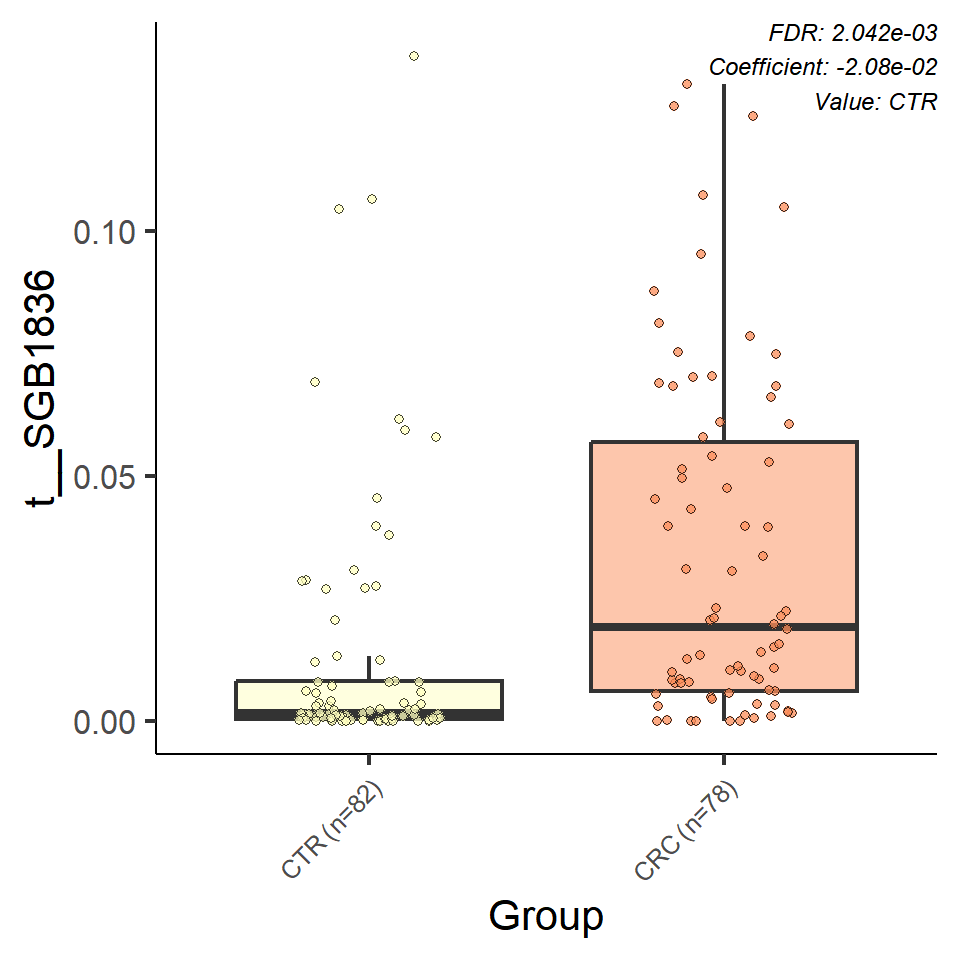 FDR: 2.042e-03
Coefficient: -2.08e-02
Value: CTR
t__SGB1836
0.10
0.05
0.00
CTR (n=82)
CRC (n=78)
Group